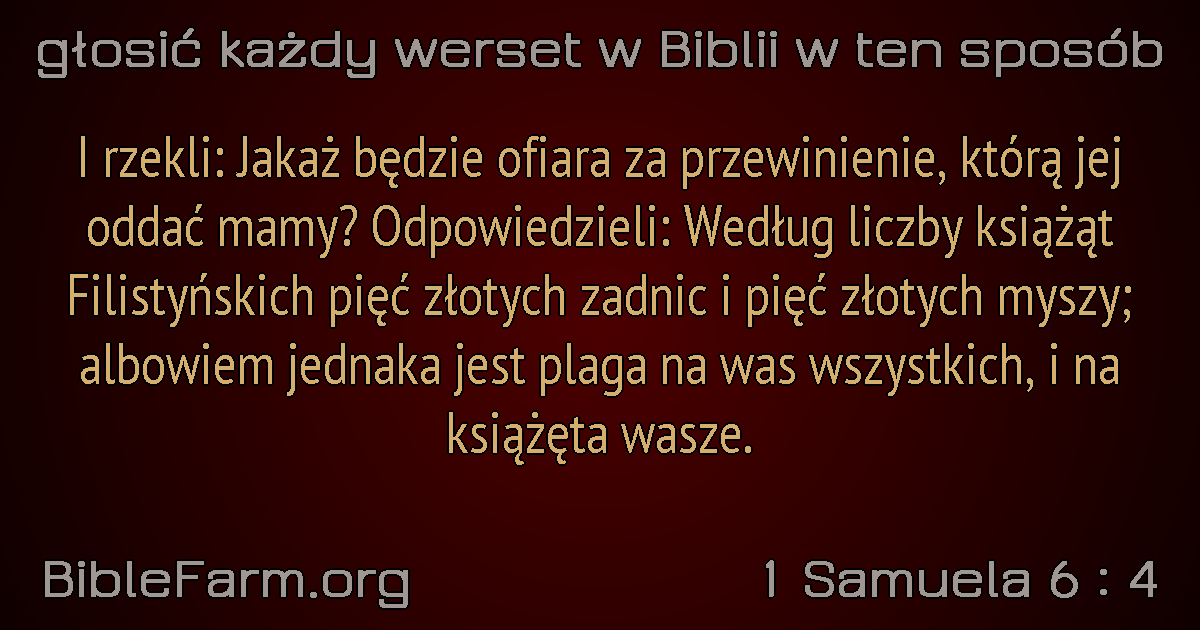 głosić każdy werset w Biblii w ten sposób
I rzekli: Jakaż będzie ofiara za przewinienie, którą jej
oddać mamy? Odpowiedzieli: Według liczby książąt
Filistyńskich pięć złotych zadnic i pięć złotych myszy;
albowiem jednaka jest plaga na was wszystkich, i na
książęta wasze.
BibleFarm.org
1 Samuela 6 : 4